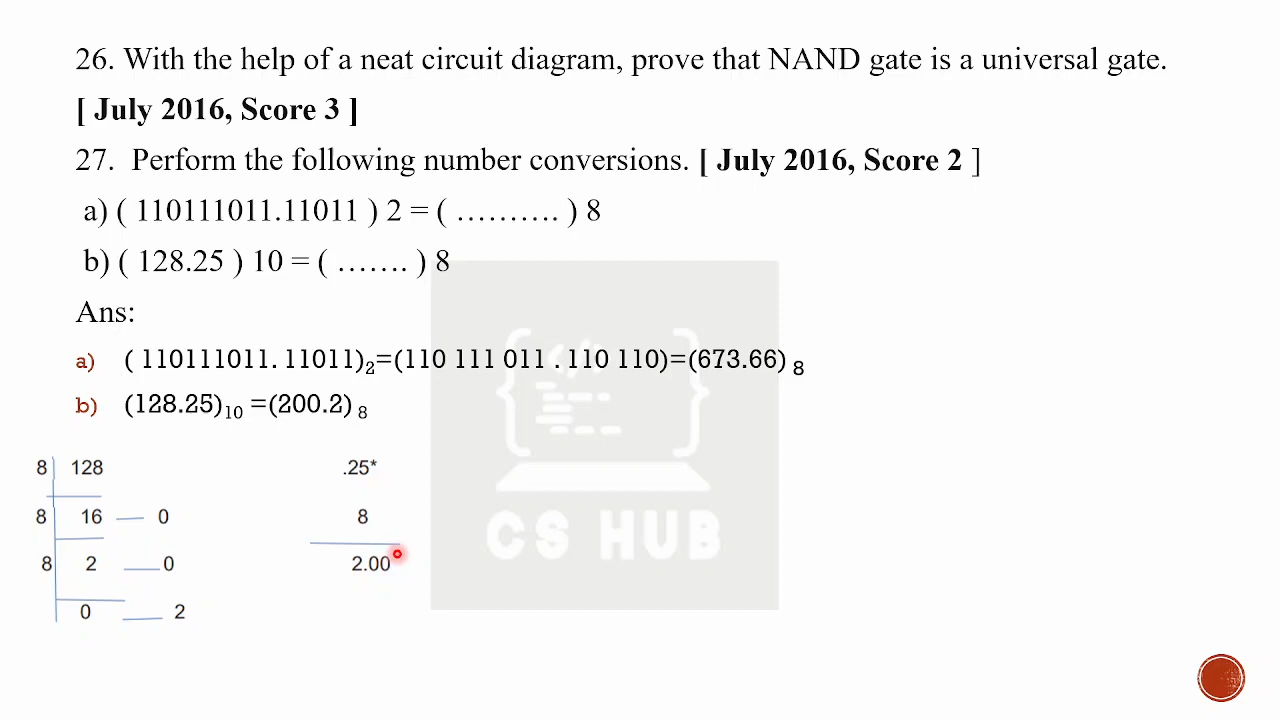 26. With the help of a neat circuit diagram, prove that NAND gate is a universal gate.
[ July 2016, Score 3 ]
27.  Perform the following number conversions. [ July 2016, Score 2 ]
a) ( 110111011.11011 ) 2 = ( ………. ) 8
b) ( 128.25 ) 10 = ( ……. ) 8
Ans:
a) ( 110111011. 11011)₂=(110 111 011 . 110 110)=(673.66) ₈
b) (128.25)₁₀ =(200.2) ₈
8 128 .25*
8 16 — 0 8
8 2 — 0 2.00
0 — 2
CS HUB